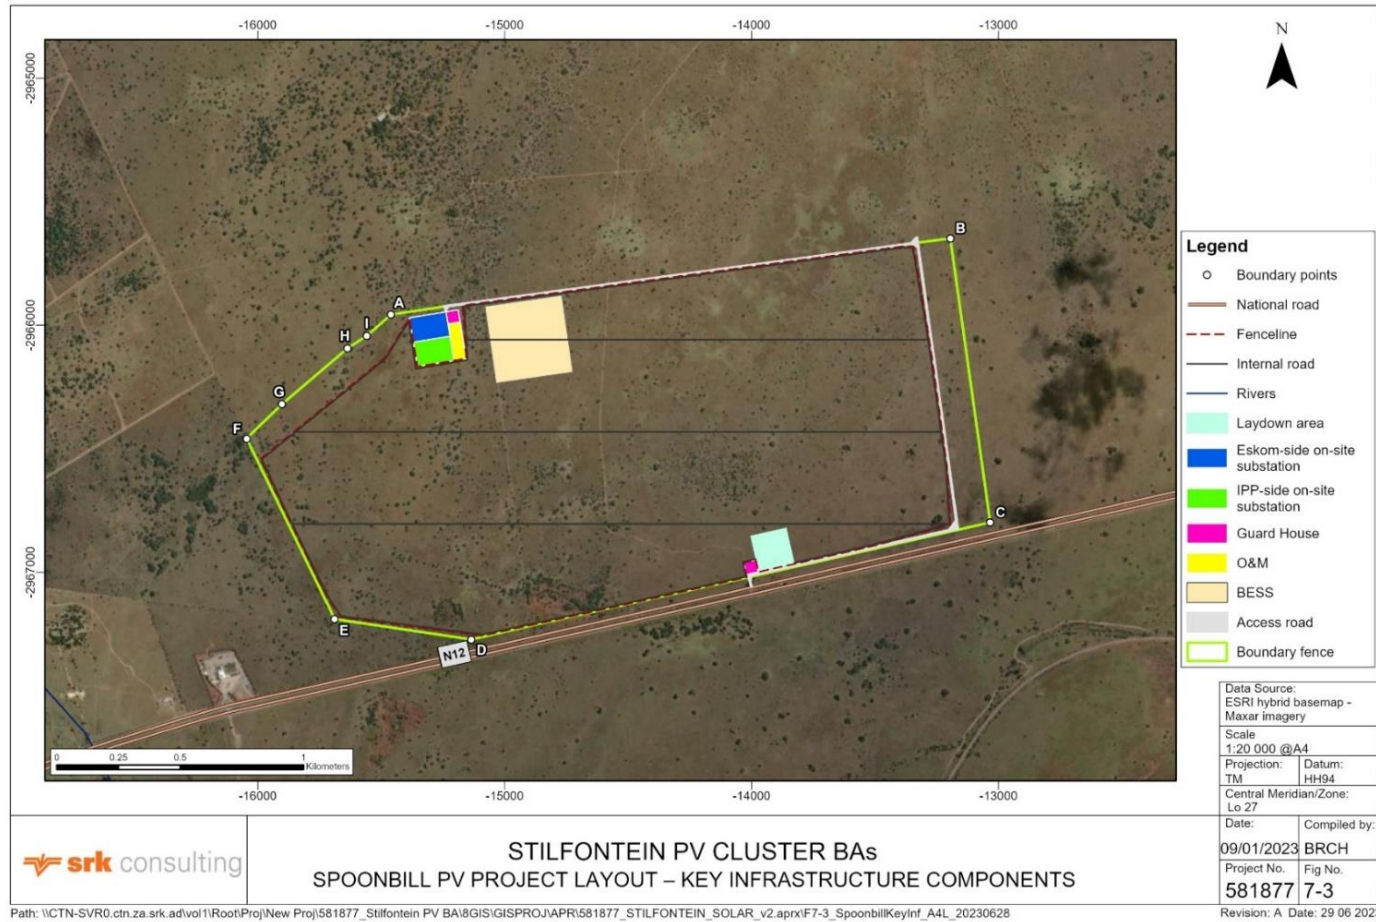 -16000
-15000
-14000
-13000
-2965000
-2966000
-2967000
N
B
A
I
H
G
F
C
E
D
N12
0 0.25 0.5 1
Kilometers
-16000
-15000
-14000
-13000
Legend
Boundary points
National road
Fenceline
Internal road
Rivers
Laydown area
Eskom-side on-site
substation
IPP-side on-site
substation
Guard House
O&M
BESS
Access road
Boundary fence
Data Source:
ESRI hybrid basemap -
Maxar imagery
Scale
1:20 000 @A4
Projection: Datum:
TM HH94
Central Meridian/Zone:
Lo 27
Date: Compiled by:
09/01/2023 BRCH
Project No. Fig No.
581877 7-3
srk consulting
STILFONTEIN PV CLUSTER BAs
SPOONBILL PV PROJECT LAYOUT – KEY INFRASTRUCTURE COMPONENTS
Path: \\CTN-SVR0.ctn.za.srk.ad\vol1\Root\Proj\New Proj\581877_Stilfontein PV BA\8GIS\GISPROJ\APR\581877_STILFONTEIN_SOLAR_v2.aprx\F7-3_SpoonbillKeyInf_A4L_20230628
Revision: A Date: 29 06 202